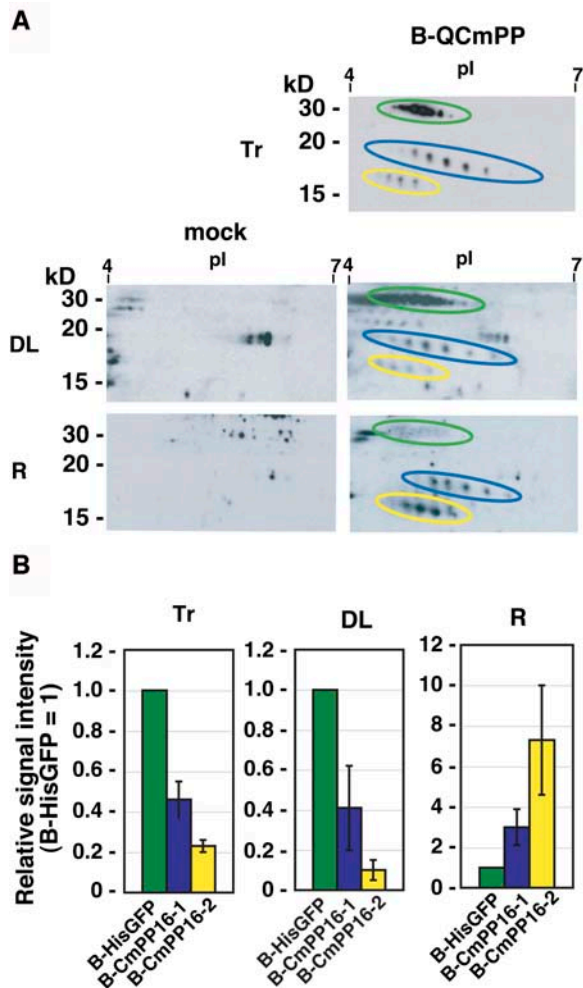 A
B-QCmPP
4 pI 7
kD
30 -
20 -
Tr
15 -
mock
4 pI 7 4 pI 7
kD
30 -
20 -
DL
15 -
30 -
R
20 -
15 -
B
Tr DL R
Relative signal intensity
(B-HisGFP = 1)
1.2 -
1.0 -
0.8 -
0.6 -
0.4 -
0.2 -
0 -
1.2 -
1.0 -
0.8 -
0.6 -
0.4 -
0.2 -
0 -
12 -
10 -
8 -
6 -
4 -
2 -
0 -
B-HisGFP
B-CmPP16-1
B-CmPP16-2
B-HisGFP
B-CmPP16-1
B-CmPP16-2
B-HisGFP
B-CmPP16-1
B-CmPP16-2